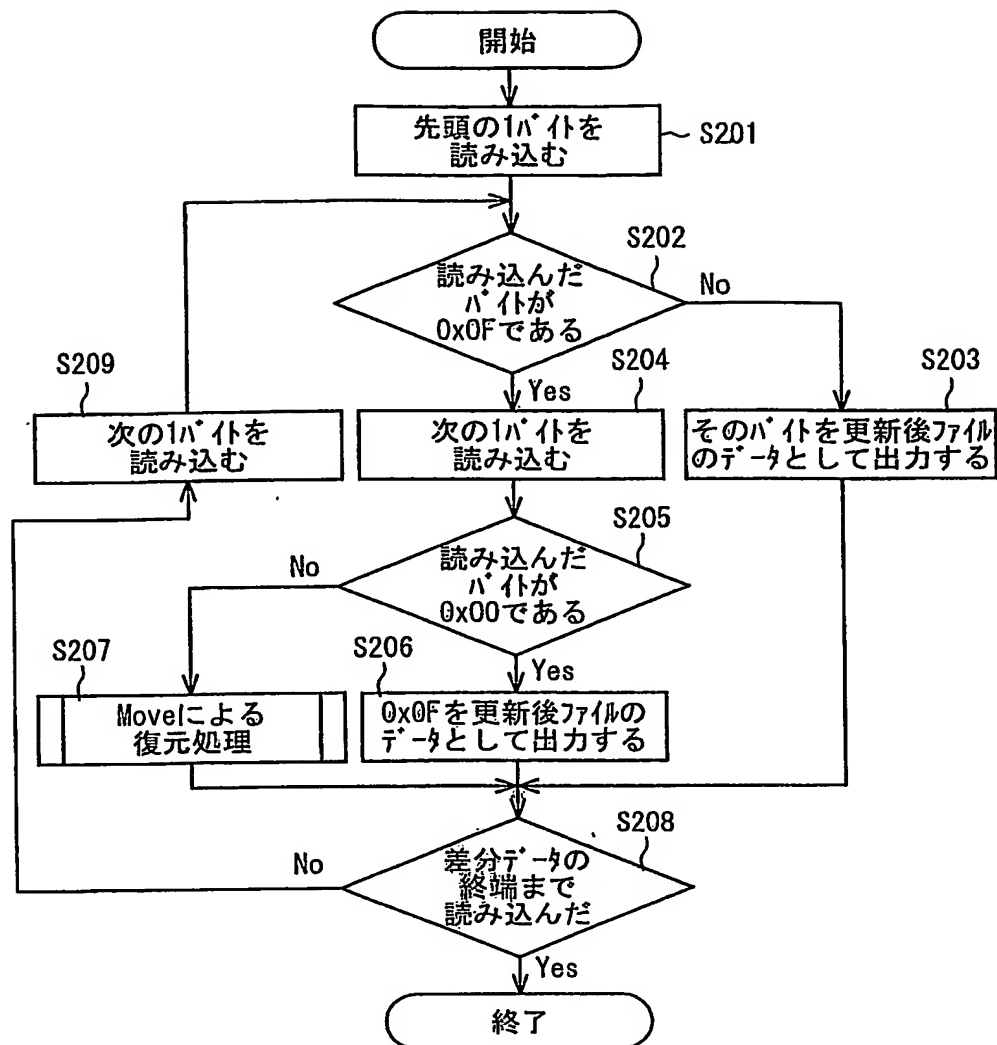 開始
先頭の1ﾊﾞｲﾄを
読み込む
S201
S202
読み込んだ
ﾊﾞｲﾄが
0x0Fである
No
Yes
S209
次の1ﾊﾞｲﾄを
読み込む
S204
次の1ﾊﾞｲﾄを
読み込む
S203
そのﾊﾞｲﾄを更新後ﾌｧｲﾙ
のﾃﾞｰﾀとして出力する
S205
読み込んだ
ﾊﾞｲﾄが
0x00である
No
Yes
S207
Moveによる
復元処理
S206
0x0Fを更新後ﾌｧｲﾙの
ﾃﾞｰﾀとして出力する
S208
差分ﾃﾞｰﾀの
終端まで
読み込んだ
No
Yes
終了